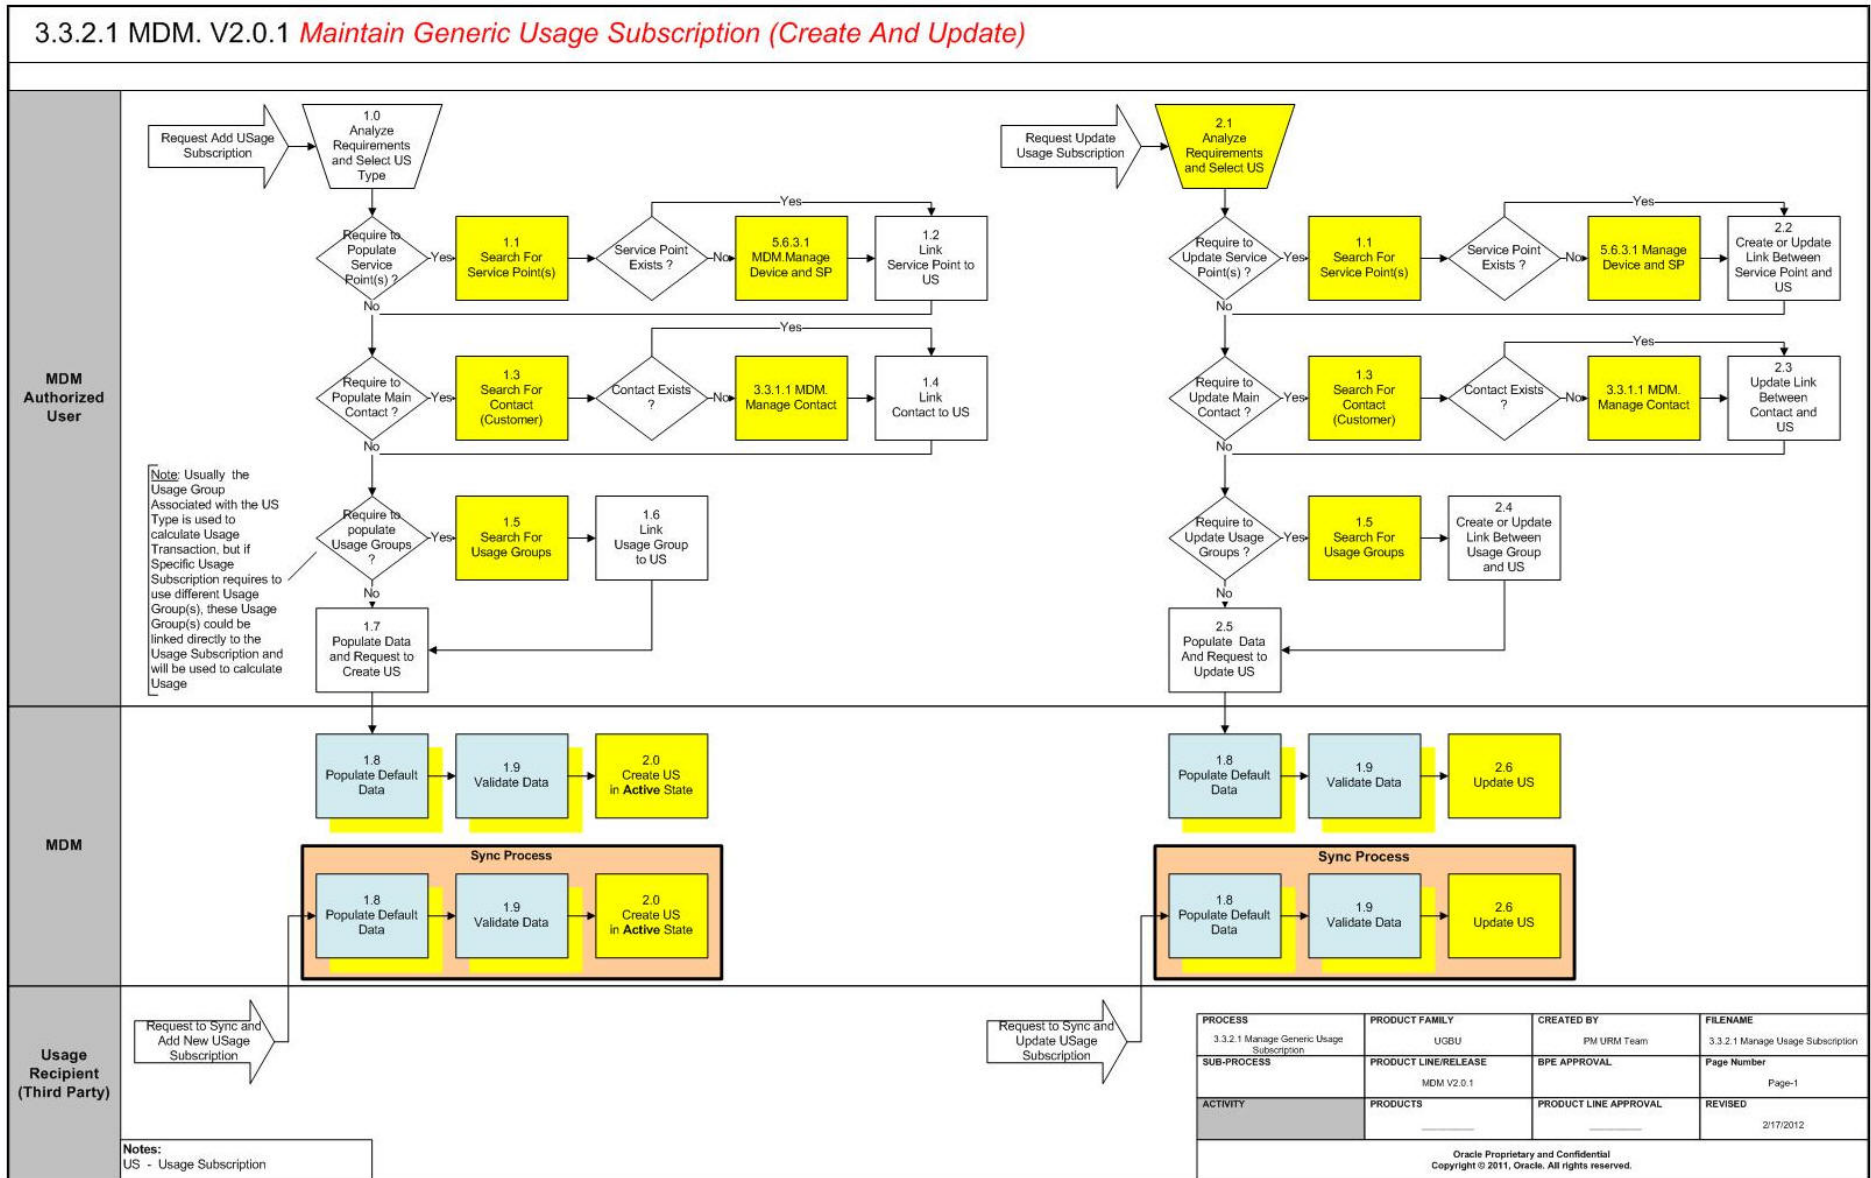 3.3.2.1 MDM. V2.0.1 Maintain Generic Usage Subscription (Create And Update)
MDM
Authorized
User
Request Add USage
Subscription
1.0
Analyze
Requirements
and Select US
Type
Require to
Populate
Service
Point(s) ?
Yes
No
1.1
Search For
Service Point(s)
Service Point
Exists ?
Yes
No
5.6.3.1
MDM.Manage
Device and SP
1.2
Link
Service Point to
US
Require to
Populate Main
Contact ?
Yes
No
1.3
Search For
Contact
(Customer)
Contact Exists
?
Yes
No
3.3.1.1 MDM.
Manage Contact
1.4
Link
Contact to US
Note: Usually the
Usage Group
Associated with the US
Type is used to
calculate Usage
Transaction, but if
Specific Usage
Subscription requires to
use different Usage
Group(s), these Usage
Group(s) could be
linked directly to the
Usage Subscription and
will be used to calculate
Usage
Require to
populate
Usage Groups
?
Yes
No
1.5
Search For
Usage Groups
1.6
Link
Usage Group
to US
1.7
Populate Data
and Request to
Create US
Request Update
Usage Subscription
2.1
Analyze
Requirements
and Select US
Require to
Update Service
Point(s) ?
Yes
No
1.1
Search For
Service Point(s)
Service Point
Exists ?
Yes
No
5.6.3.1 Manage
Device and SP
2.2
Create or Update
Link Between
Service Point and
US
Require to
Update Main
Contact ?
Yes
No
1.3
Search For
Contact
(Customer)
Contact Exists
?
Yes
No
3.3.1.1 MDM.
Manage Contact
2.3
Update Link
Between
Contact and
US
Require to
Update Usage
Groups ?
Yes
No
1.5
Search For
Usage Groups
2.4
Create or Update
Link Between
Usage Group
and US
2.5
Populate Data
And Request to
Update US
MDM
1.8
Populate Default
Data
1.9
Validate Data
2.0
Create US
in Active State
Sync Process
1.8
Populate Default
Data
1.9
Validate Data
2.0
Create US
in Active State
1.8
Populate Default
Data
1.9
Validate Data
2.6
Update US
Sync Process
1.8
Populate Default
Data
1.9
Validate Data
2.6
Update US
Usage
Recipient
(Third Party)
Request to Sync and
Add New USage
Subscription
Request to Sync and
Update USage
Subscription
Notes:
US - Usage Subscription
PROCESS
3.3.2.1 Manage Generic Usage
Subscription
PRODUCT FAMILY
UGBU
CREATED BY
PM URM Team
FILENAME
3.3.2.1 Manage Usage Subscription
SUB-PROCESS
PRODUCT LINE/RELEASE
MDM V2.0.1
BPE APPROVAL
Page Number
Page-1
ACTIVITY
PRODUCTS
PRODUCT LINE APPROVAL
REVISED
2/17/2012
Oracle Proprietary and Confidential
Copyright © 2011, Oracle. All rights reserved.